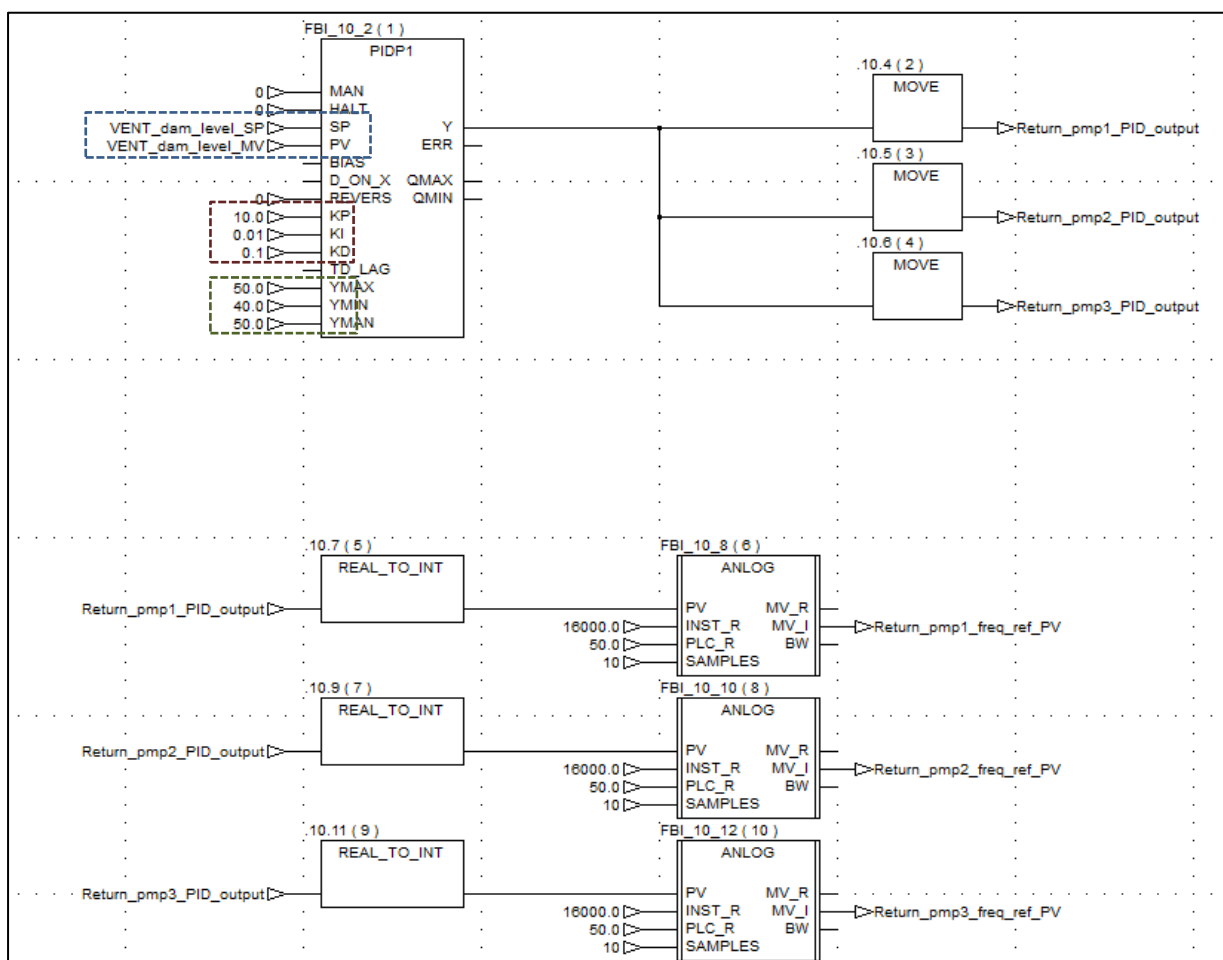 FBI_10_2 ( 1 )
PIDP1
0 MAN
0 HALT
VENT_dam_level_SP SP Y
VENT_dam_level_MV PV ERR
BIAS
D_ON_X QMAX
0 REVERS QMIN
10.0 KP
0.01 KI
0.1 KD
TD_LAG
50.0 YMAX
40.0 YMIN
50.0 YMAN
.10.4 ( 2 )
MOVE
Return_pmp1_PID_output
.10.5 ( 3 )
MOVE
Return_pmp2_PID_output
.10.6 ( 4 )
MOVE
Return_pmp3_PID_output
.10.7 ( 5 )
REAL_TO_INT
Return_pmp1_PID_output
FBI_10_8 ( 6 )
ANLOG
PV MV_R
16000.0 INST_R MV_I Return_pmp1_freq_ref_PV
50.0 PLC_R BW
10 SAMPLES
.10.9 ( 7 )
REAL_TO_INT
Return_pmp2_PID_output
FBI_10_10 ( 8 )
ANLOG
PV MV_R
16000.0 INST_R MV_I Return_pmp2_freq_ref_PV
50.0 PLC_R BW
10 SAMPLES
.10.11 ( 9 )
REAL_TO_INT
Return_pmp3_PID_output
FBI_10_12 ( 10 )
ANLOG
PV MV_R
16000.0 INST_R MV_I Return_pmp3_freq_ref_PV
50.0 PLC_R BW
10 SAMPLES